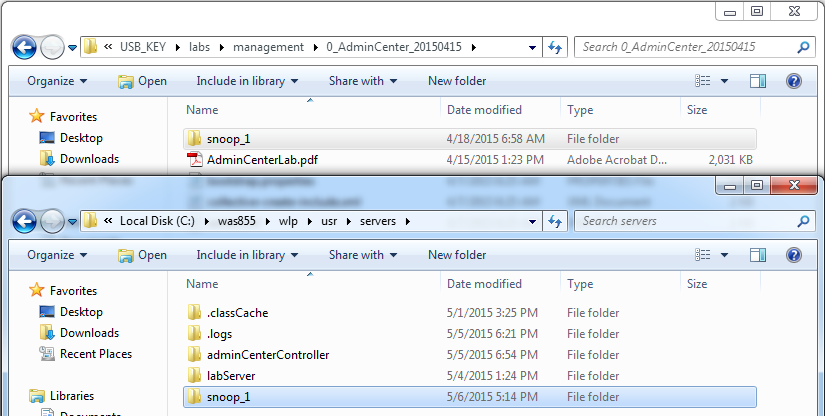 « USB_KEY ▸ labs ▸ management ▸ 0_AdminCenter_20150415 ▸ Search 0_AdminCenter_20150415
Organize ▾ Open Include in library ▾ Share with ▾ New folder
Favorites
Desktop
Downloads
Name Date modified Type Size
snoop_1 4/18/2015 6:58 AM File folder
AdminCenterLab.pdf 4/15/2015 1:23 PM Adobe Acrobat D... 2,031 KB
« Local Disk (C:) ▸ was855 ▸ wlp ▸ usr ▸ servers ▸ Search servers
Organize ▾ Open Include in library ▾ Share with ▾ New folder
Favorites
Desktop
Downloads
Recent Places
Libraries
Documents
Name Date modified Type Size
.classCache 5/1/2015 3:25 PM File folder
.logs 5/5/2015 6:21 PM File folder
adminCenterController 5/5/2015 6:54 PM File folder
labServer 5/4/2015 1:24 PM File folder
snoop_1 5/6/2015 5:14 PM File folder